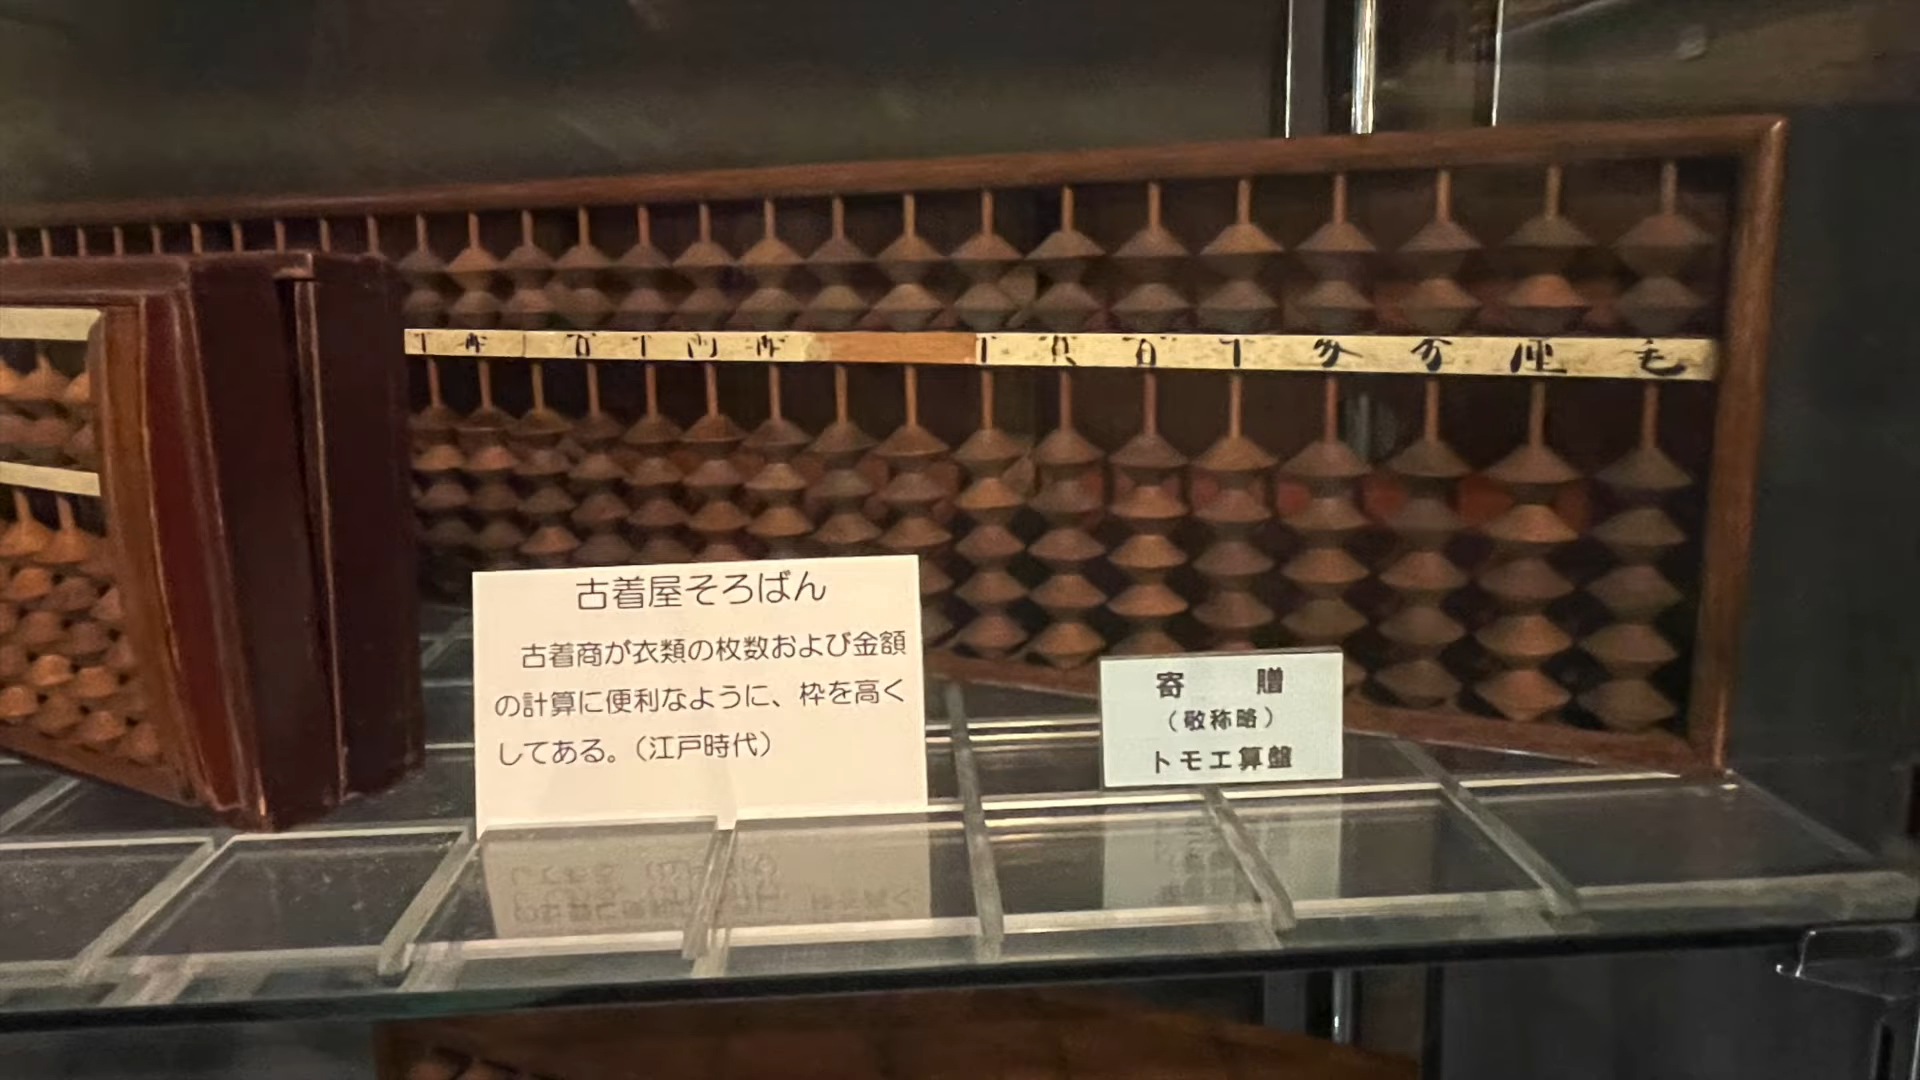 古着屋そろばん
古着商が衣類の枚数および金額
の計算に便利なように、枠を高く
してある。(江戸時代)
寄　贈
(敬称略)
トモエ算盤